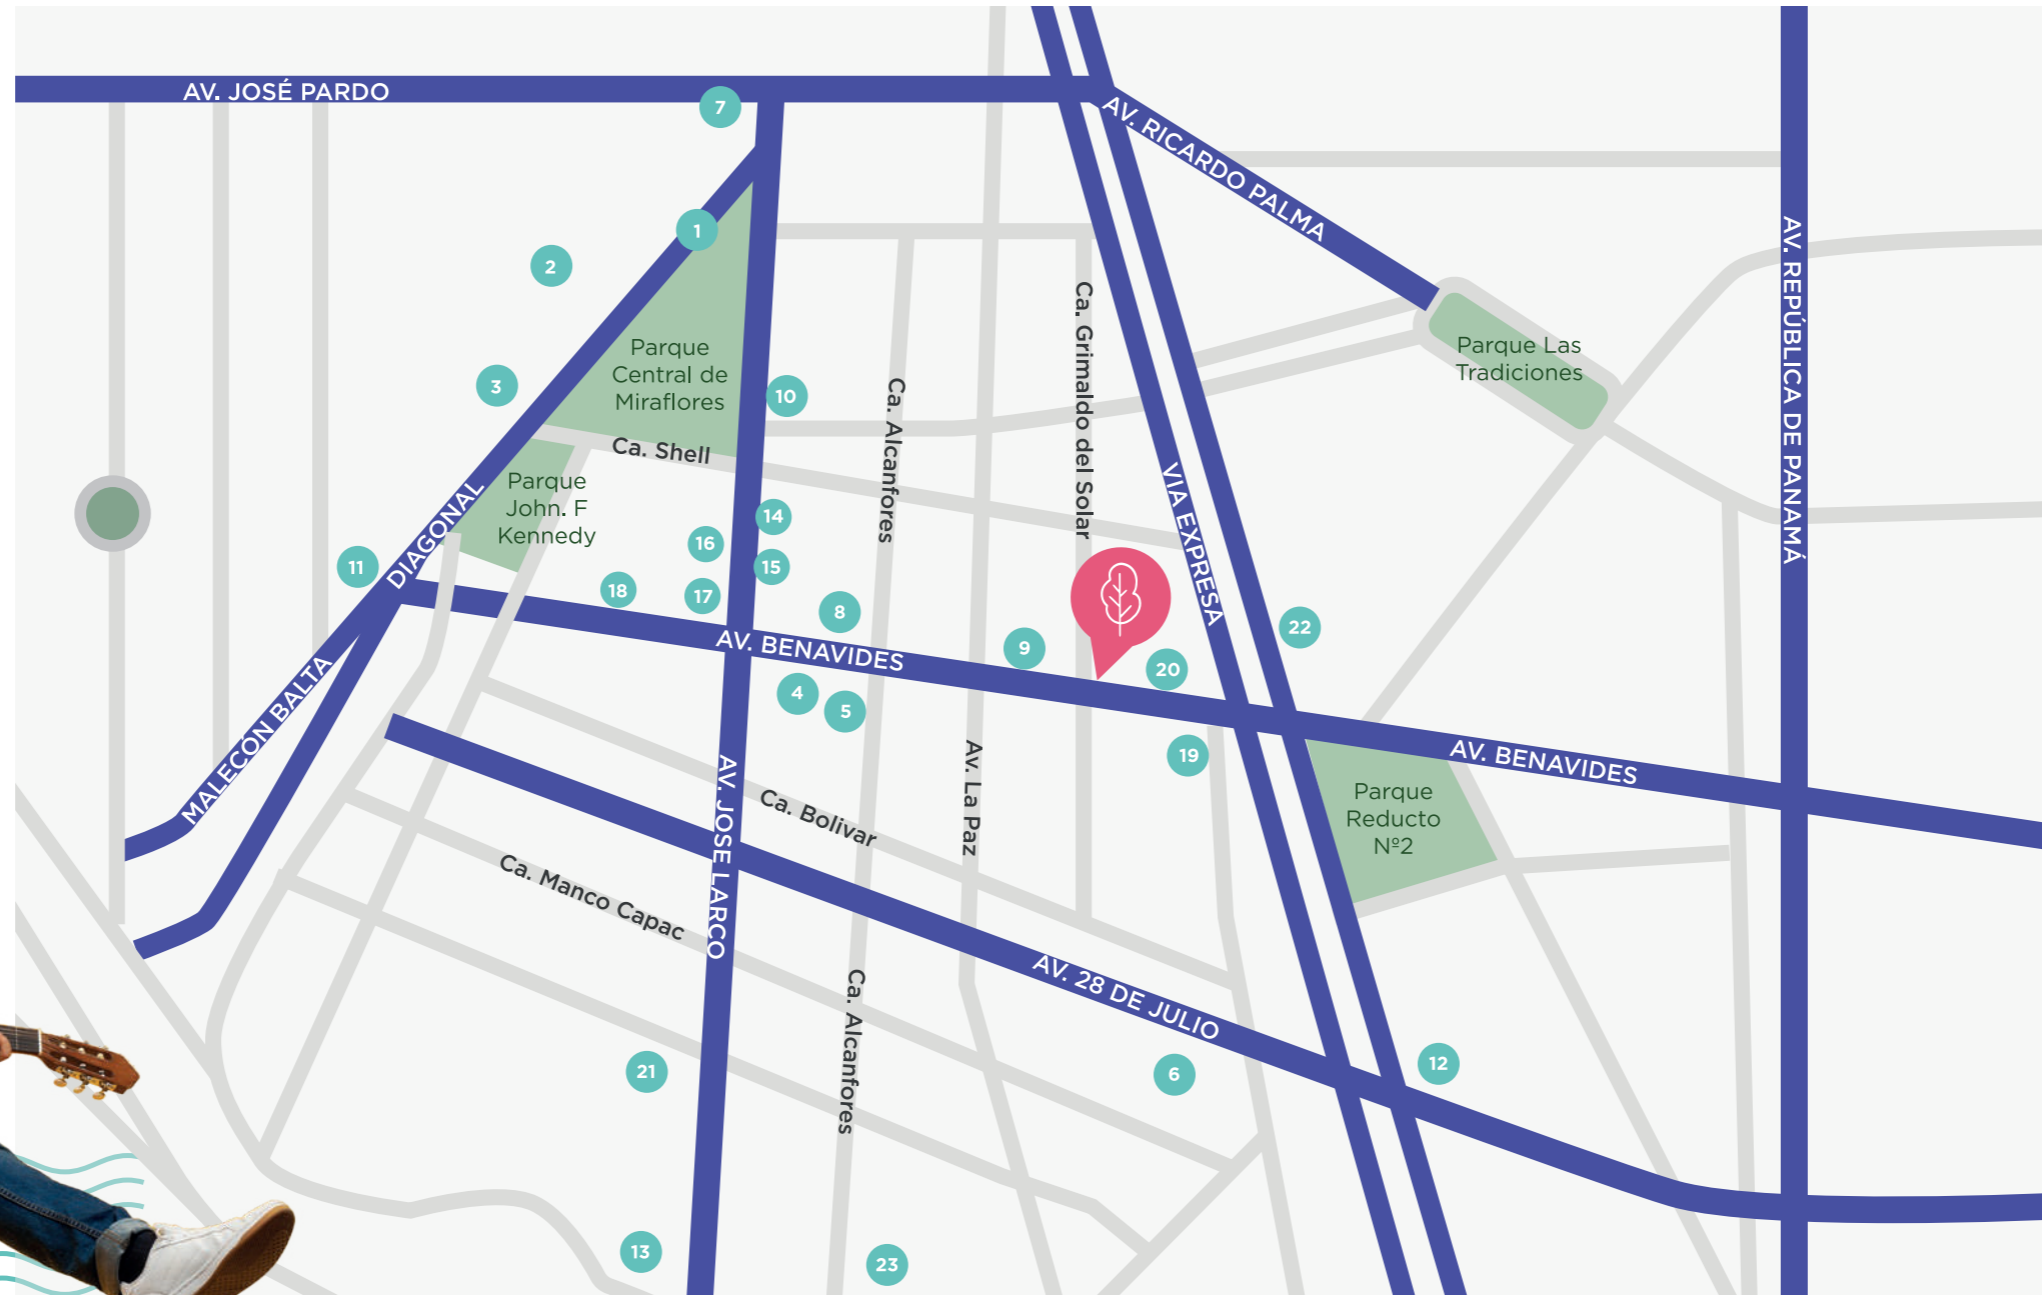 AV. JOSÉ PARDO
7
AV. RICARDO PALMA
1
2
AV. REPÚBLICA DE PANAMÁ
Ca. Grimaldo del Solar
Parque
Central de
Miraflores
Parque Las
Tradiciones
3
10
Ca. Alcanfores
Ca. Shell
Parque
John. F
Kennedy
DIAGONAL
VIA EXPRESA
14
16
15
11
18
17
8
22
9
20
AV. BENAVIDES
4
5
MALECÓN BALTA
19
AV. BENAVIDES
AV. JOSE LARCO
Av. La Paz
Ca. Bolivar
Parque
Reducto
Nº2
Ca. Manco Capac
AV. 28 DE JULIO
Ca. Alcanfores
21
6
12
13
23